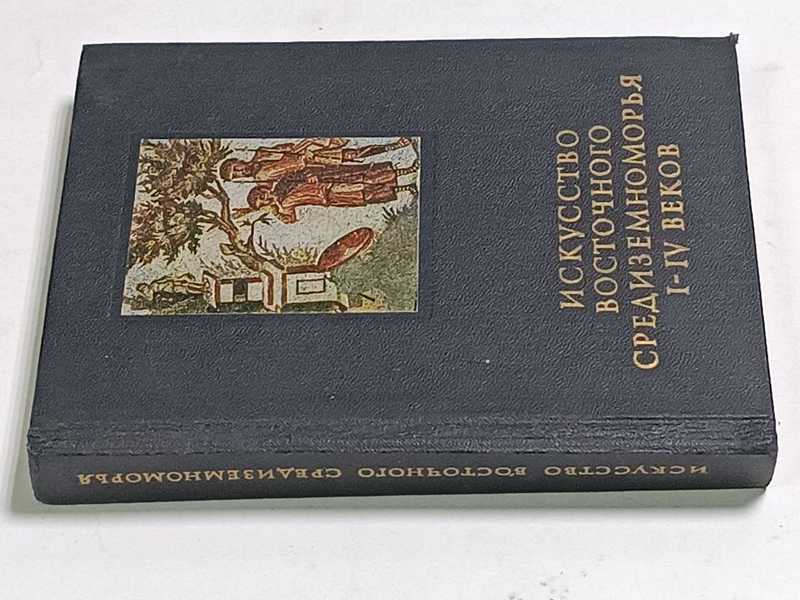 ИСКУССТВО
ВОСТОЧНОГО
СРЕДИЗЕМНОМОРЬЯ
I-IV ВЕКОВ
ИСКУССТВО ВОСТОЧНОГО СРЕДИЗЕМНОМОРЬЯ